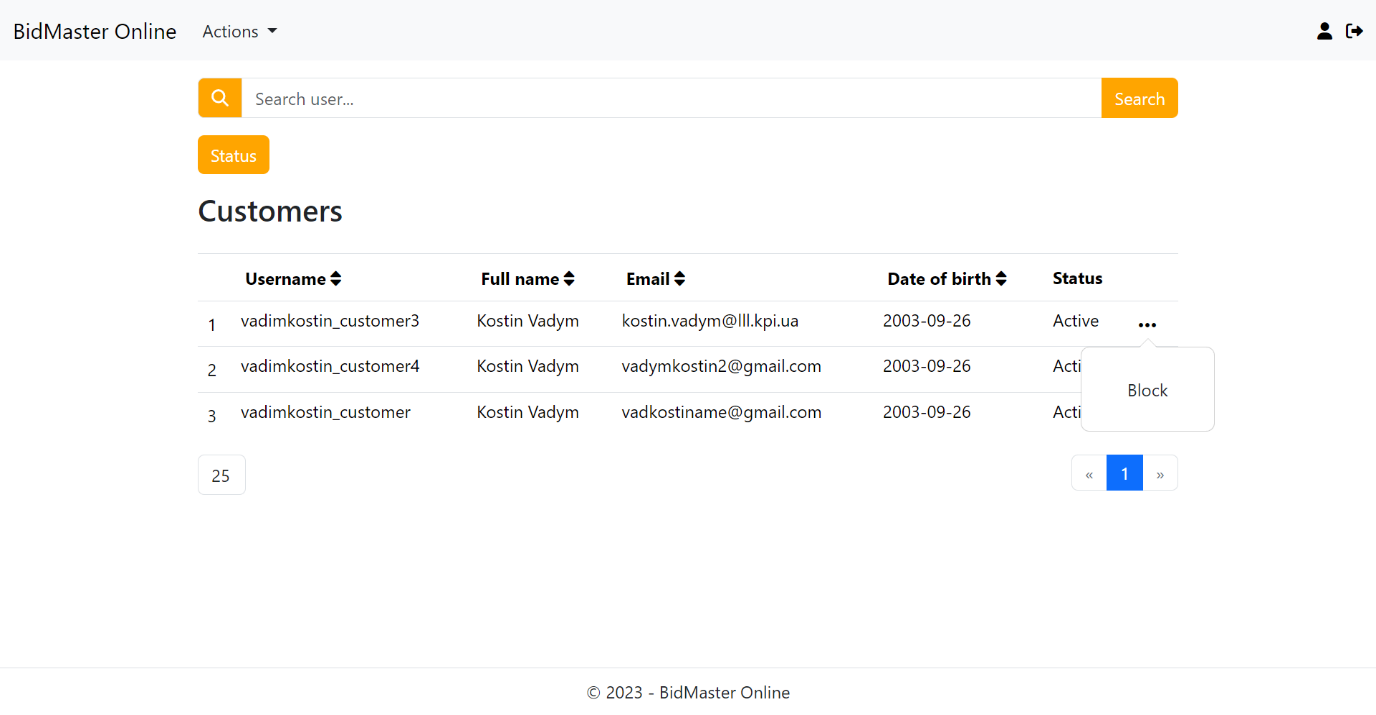 BidMaster Online Actions
Search user... Search
Status
Customers
Username Full name Email Date of birth Status
1 vadimkostin_customer3 Kostin Vadym kostin.vadym@lll.kpi.ua 2003-09-26 Active ...
2 vadimkostin_customer4 Kostin Vadym vadymkostin2@gmail.com 2003-09-26 Acti
Block
3 vadimkostin_customer Kostin Vadym vadkostiname@gmail.com 2003-09-26 Acti
25 « 1 »
© 2023 - BidMaster Online